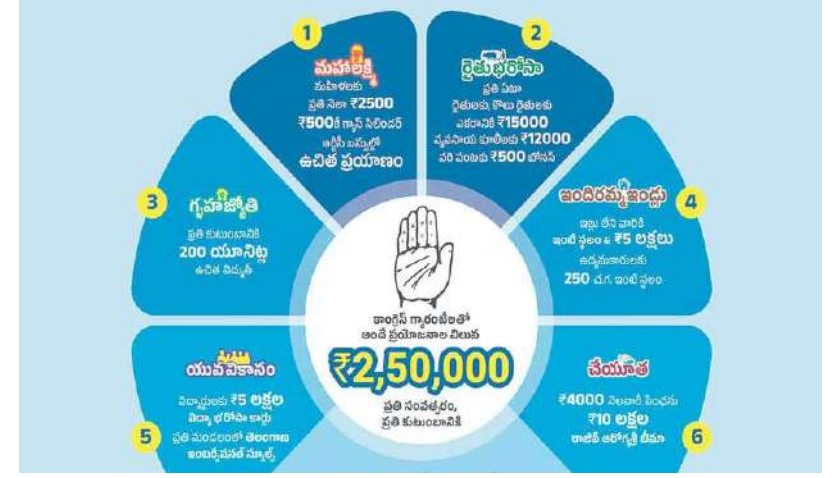 1
మహాలక్ష్మి
మహిళలకు
ప్రతి నెలా ₹2500
₹500కే గ్యాస్ సిలిండర్
ఆర్టీసీ బస్సుల్లో
ఉచిత ప్రయాణం
2
రైతు భరోసా
ప్రతి ఏటా
రైతులకు, కౌలు రైతులకు
ఎకరానికి ₹15000
వ్యవసాయ కూలీలకు ₹12000
వరి పంటకు ₹500 బోనస్
3
గృహజ్యోతి
ప్రతి కుటుంబానికి
200 యూనిట్ల
ఉచిత విద్యుత్
4
ఇందిరమ్మ ఇండ్లు
ఇల్లు లేని వారికి
ఇంటి స్థలం & ₹5 లక్షలు
ఉద్యమకారులకు
250 చ.గ. ఇంటి స్థలం
కాంగ్రెస్ గ్యారంటీలతో
అందే ప్రయోజనాల విలువ
₹2,50,000
ప్రతి సంవత్సరం,
ప్రతి కుటుంబానికి
యువ వికాసం
విద్యార్థులకు ₹5 లక్షల
విద్యా భరోసా కార్డు
ప్రతి మండలంలో తెలంగాణ
ఇంటర్నేషనల్ స్కూల్స్
5
చేయూత
₹4000 నెలవారీ పింఛను
₹10 లక్షల
రాజీవ్ ఆరోగ్యశ్రీ బీమా
6